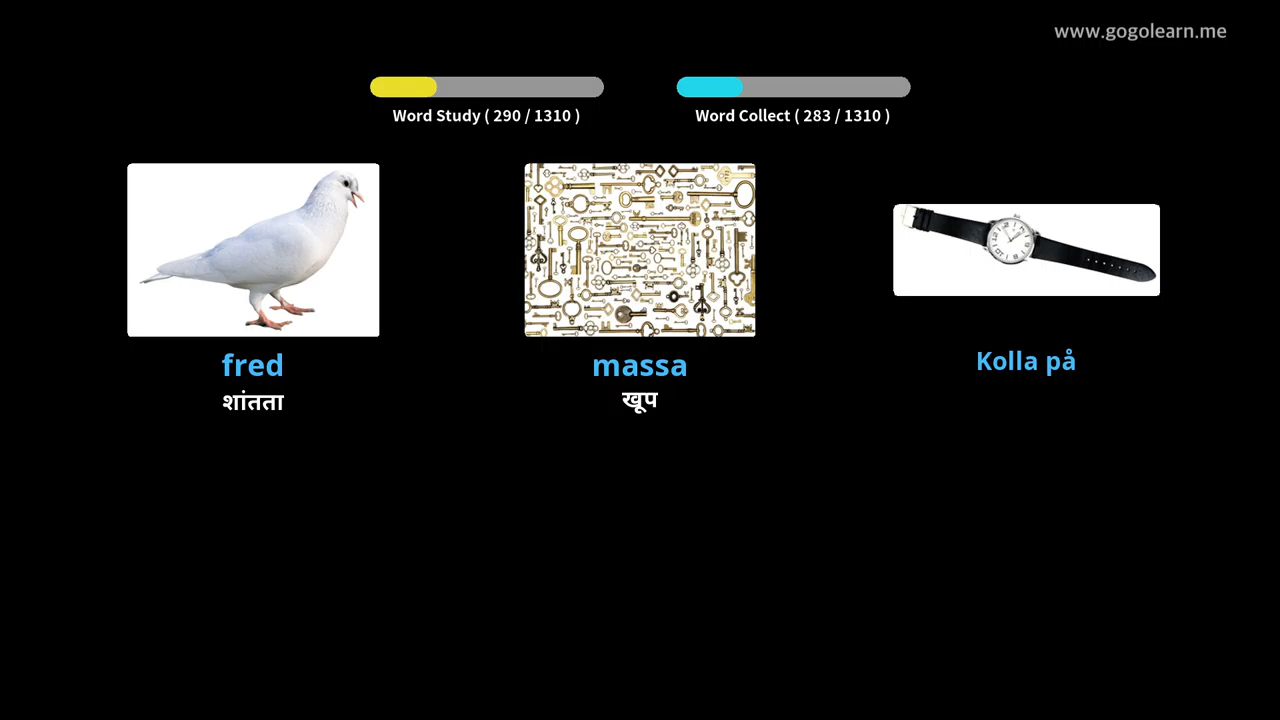 www.gogolearn.me
Word Study ( 290 / 1310 )
Word Collect ( 283 / 1310 )
fred
शांतता
massa
खूप
Kolla på